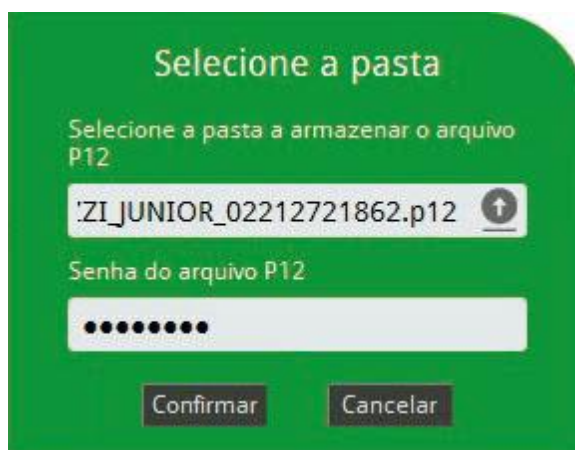 Selecione a pasta
Selecione a pasta a armazenar o arquivo
P12
ZI_JUNIOR_02212721862.p12
Senha do arquivo P12
••••••••
Confirmar
Cancelar